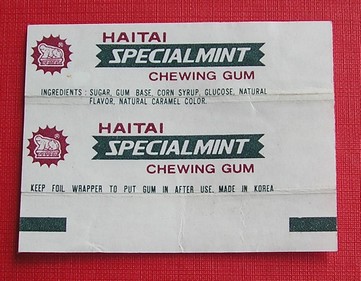 HAITAI
SPECIALMINT
CHEWING GUM
INGREDIENTS : SUGAR, GUM BASE, CORN SYRUP, GLUCOSE, NATURAL
FLAVOR, NATURAL CARAMEL COLOR.
HAITAI
SPECIALMINT
CHEWING GUM
KEEP FOIL WRAPPER TO PUT GUM IN AFTER USE. MADE IN KOREA